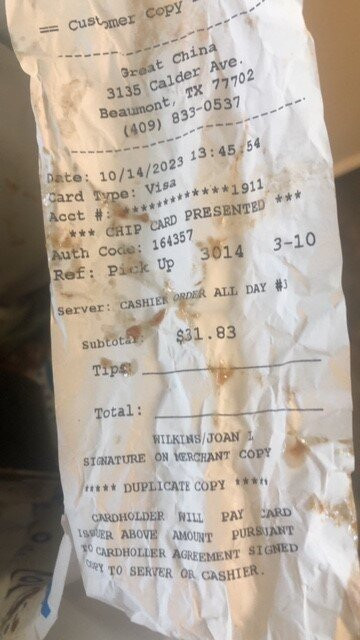 == Customer Copy
Great China
3135 Calder Ave.
Beaumont, TX 77702
(409) 833-0537
Date: 10/14/2023 13:45:54
Card Type: Visa
Acct #: ************1911
*** CHIP CARD PRESENTED ***
Auth Code: 164357
Ref: Pick Up 3014 3-10
Server: CASHIER ORDER ALL DAY #3
Subtotal: $31.83
Tips:
Total:
WILKINS/JOAN L
SIGNATURE ON MERCHANT COPY
***** DUPLICATE COPY *****
CARDHOLDER WILL PAY CARD
ISSUER ABOVE AMOUNT PURSUANT
TO CARDHOLDER AGREEMENT SIGNED
COPY TO SERVER OR CASHIER.